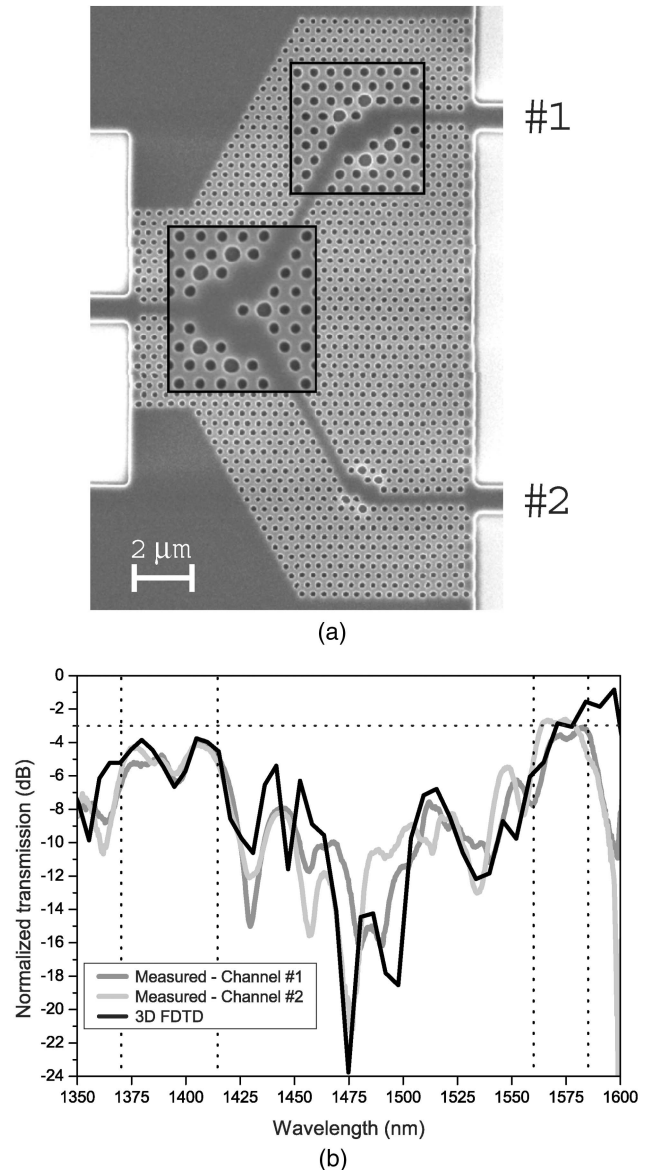 #1
#2
2 μm
(a)
0
-2
-4
-6
-8
-10
-12
-14
-16
-18
-20
-22
-24
Normalized transmission (dB)
Measured - Channel #1
Measured - Channel #2
3D FDTD
1350 1375 1400 1425 1450 1475 1500 1525 1550 1575 1600
Wavelength (nm)
(b)